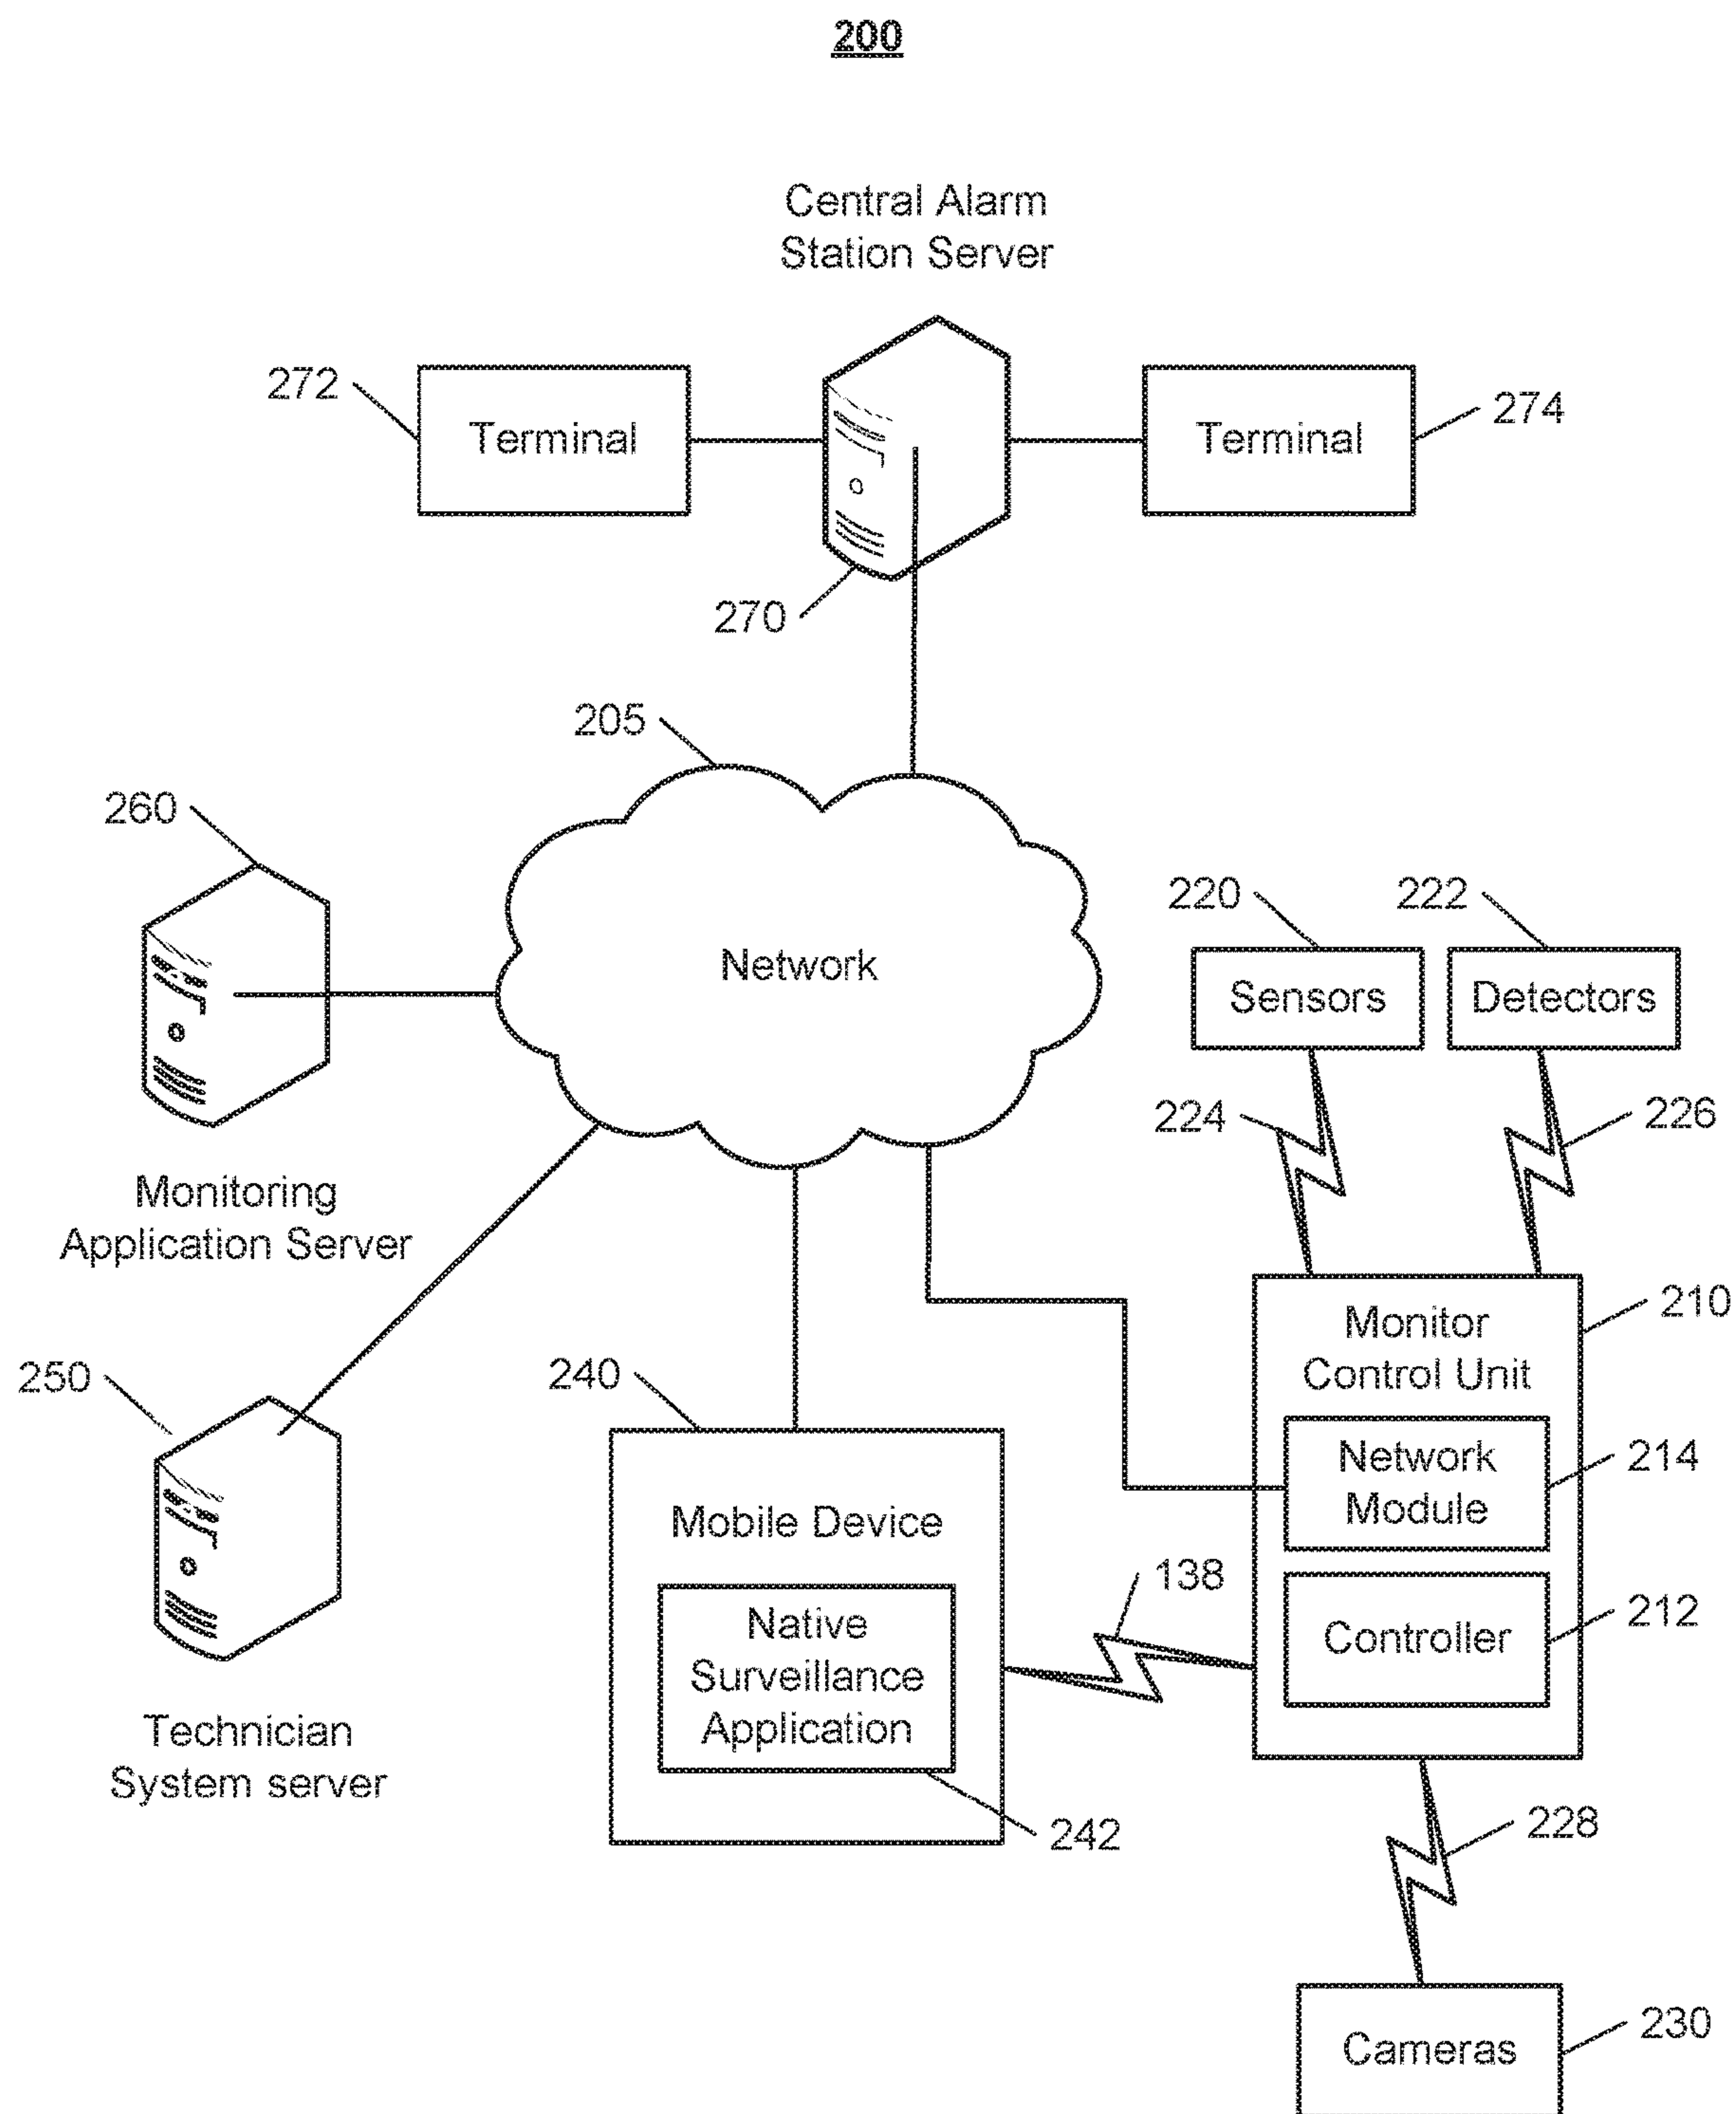 200
Central Alarm
Station Server
272
Terminal
Terminal
274
270
205
260
Network
220
222
Sensors
Detectors
224
226
Monitoring
Application Server
210
Monitor
Control Unit
250
240
Network
Module
214
Mobile Device
138
Controller
212
Native
Surveillance
Application
Technician
System server
242
228
Cameras
230